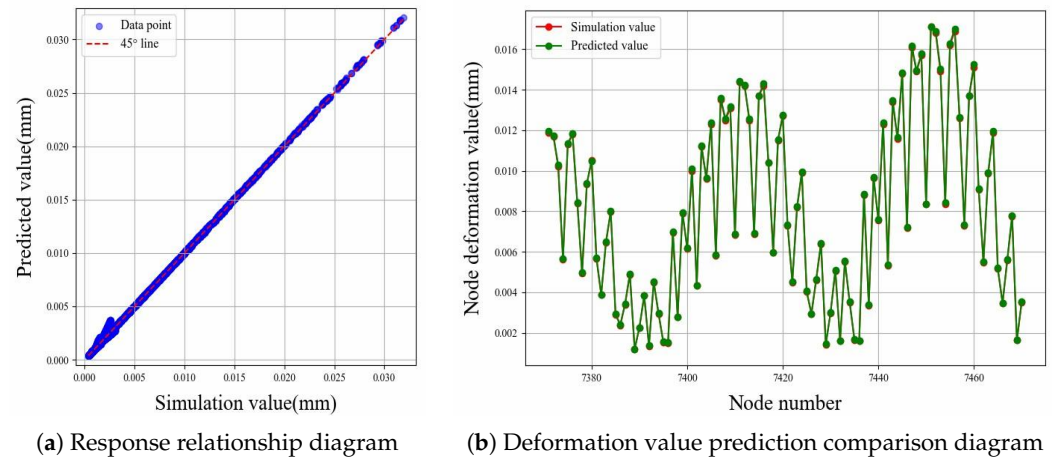 Data point
45° line
0.030
0.025
0.020
0.015
0.010
0.005
0.000
Predicted value(mm)
0.000 0.005 0.010 0.015 0.020 0.025 0.030
Simulation value(mm)
(a) Response relationship diagram
Simulation value
Predicted value
0.016
0.014
0.012
0.010
0.008
0.006
0.004
0.002
Node deformation value(mm)
7380 7400 7420 7440 7460
Node number
(b) Deformation value prediction comparison diagram